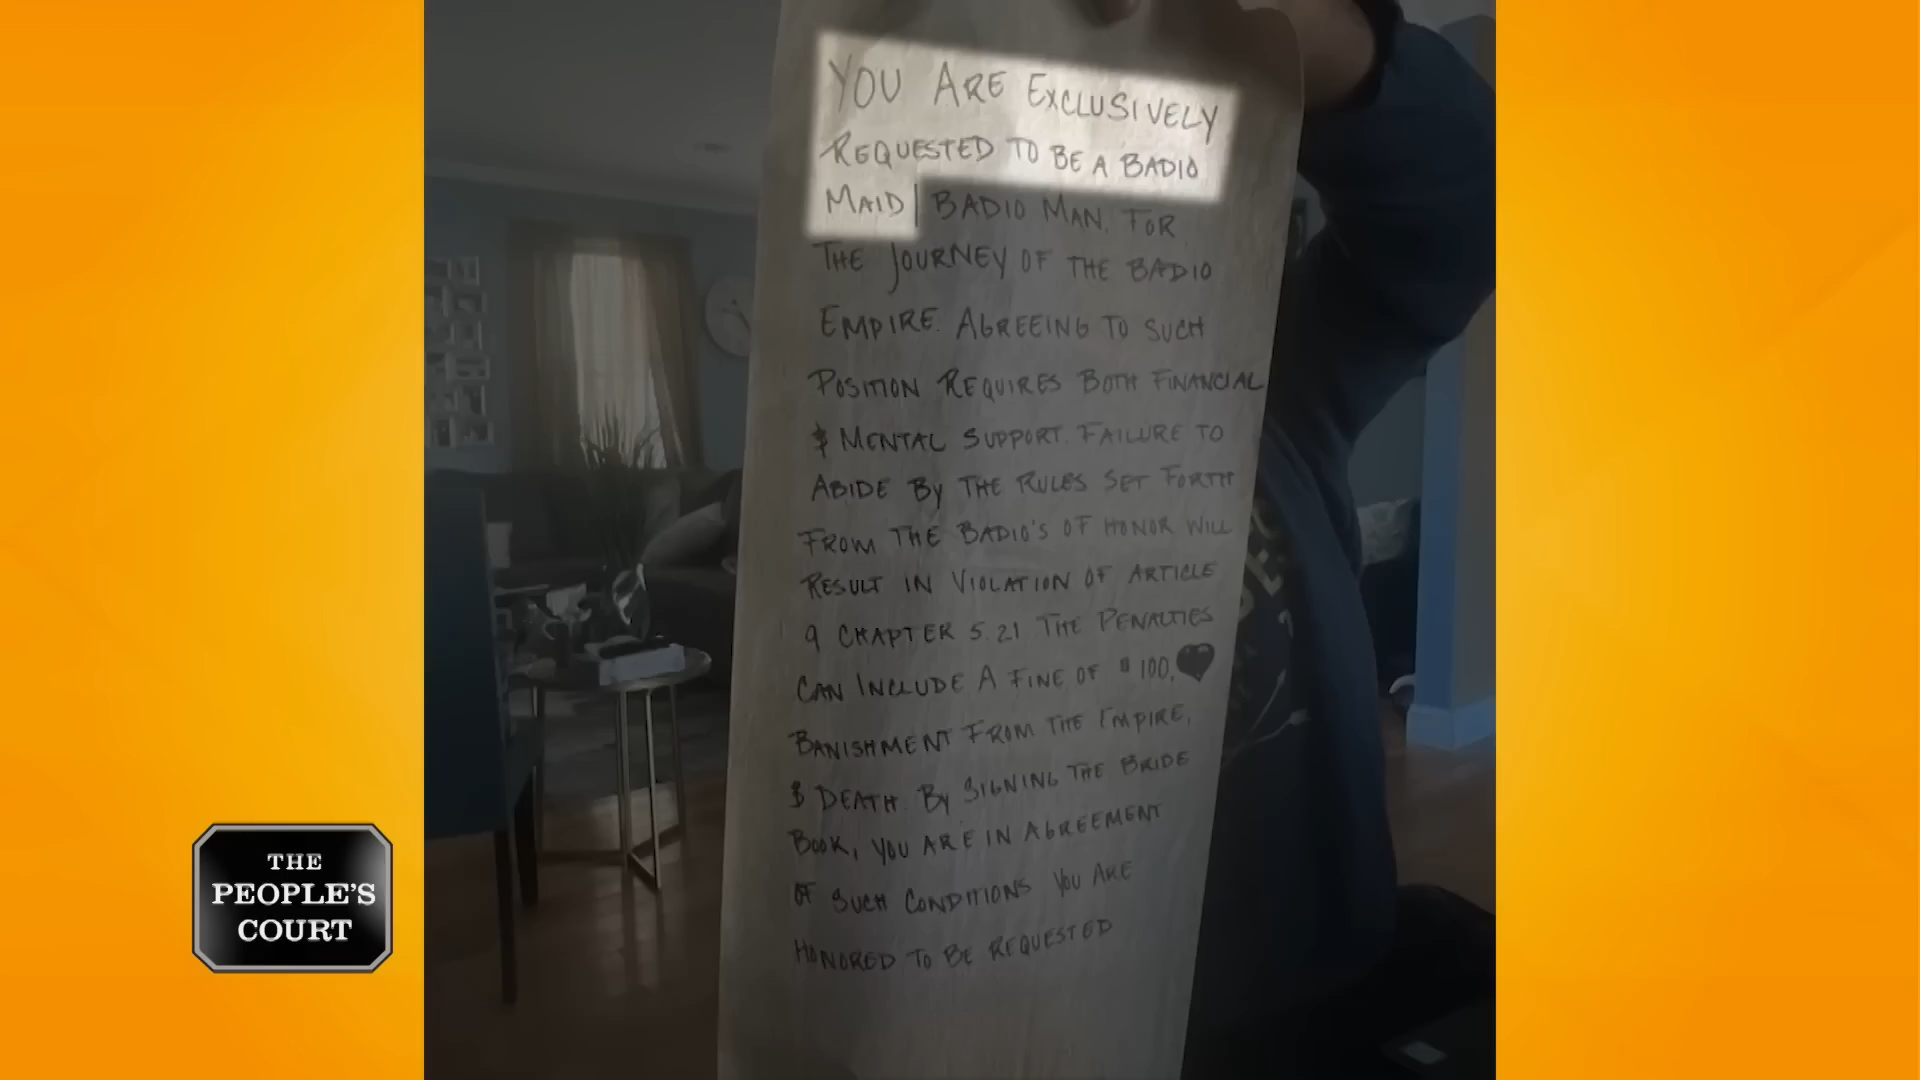 YOU ARE EXCLUSIVELY
REQUESTED TO BE A BADIO
MAID | BADIO MAN. FOR
THE JOURNEY OF THE BADIO
EMPIRE. AGREEING TO SUCH
POSITION REQUIRES BOTH FINANCIAL
& MENTAL SUPPORT. FAILURE TO
ABIDE BY THE RULES SET FORTH
FROM THE BADIO'S OF HONOR WILL
RESULT IN VIOLATION OF ARTICLE
9 CHAPTER 5.21 THE PENALTIES
CAN INCLUDE A FINE OF $100,
BANISHMENT FROM THE EMPIRE,
& DEATH. BY SIGNING THE BRIDE
BOOK, YOU ARE IN AGREEMENT
OF SUCH CONDITIONS YOU ARE
HONORED TO BE REQUESTED
THE
PEOPLE'S
COURT